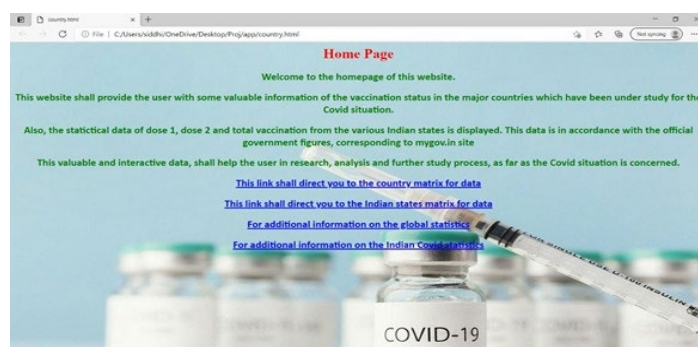 country.html
File | C:/Users/siddhi/OneDrive/Desktop/Proj/app/country.html
Not syncing
Home Page
Welcome to the homepage of this website.
This website shall provide the user with some valuable information of the vaccination status in the major countries which have been under study for the
Covid situation.
Also, the statictical data of dose 1, dose 2 and total vaccination from the various Indian states is displayed. This data is in accordance with the official
government figures, corresponding to mygov.in site
This valuable and interactive data, shall help the user in research, analysis and further study process, as far as the Covid situation is concerned.
This link shall direct you to the country matrix for data
This link shall direct you to the Indian states matrix for data
For additional information on the global statistics
For additional information on the Indian Covid statistics
FOR SINGLE USE U-100 INSULIN
COVID-19